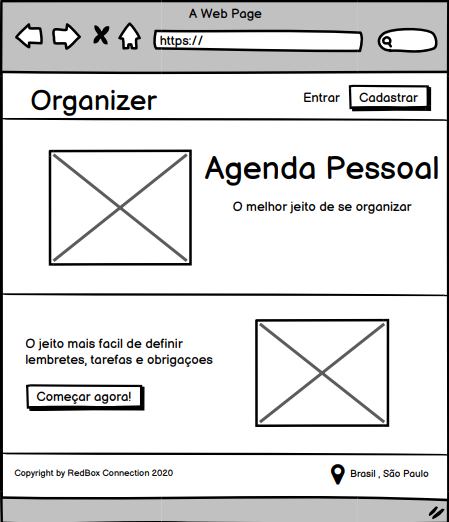 A Web Page
https://
Organizer
Entrar
Cadastrar
Agenda Pessoal
O melhor jeito de se organizar
O jeito mais facil de definir
lembretes, tarefas e obrigaçoes
Começar agora!
Copyright by RedBox Connection 2020
Brasil , São Paulo